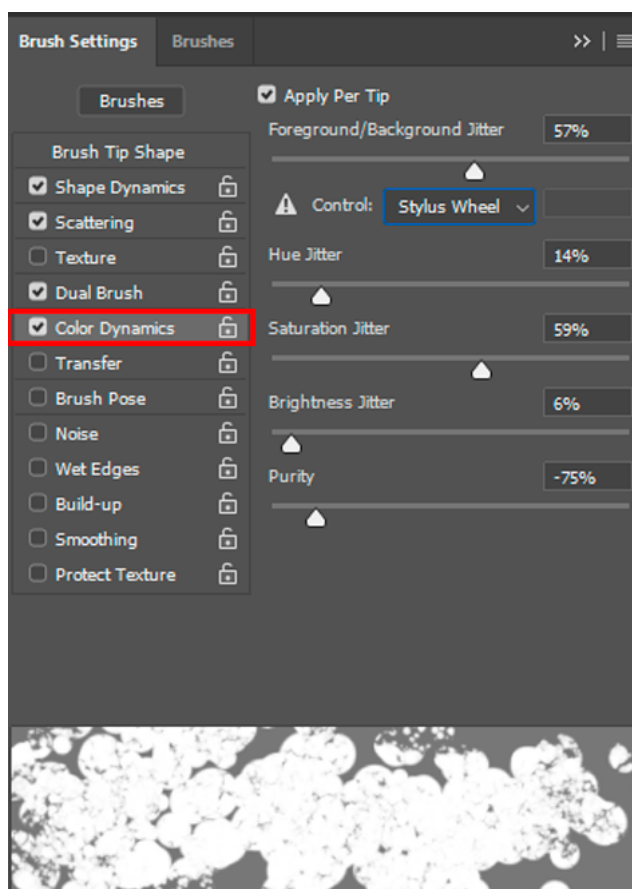 Brush Settings Brushes
Brushes
Brush Tip Shape
Shape Dynamics
Scattering
Texture
Dual Brush
Color Dynamics
Transfer
Brush Pose
Noise
Wet Edges
Build-up
Smoothing
Protect Texture
Apply Per Tip
Foreground/Background Jitter 57%
Control: Stylus Wheel
Hue Jitter 14%
Saturation Jitter 59%
Brightness Jitter 6%
Purity -75%